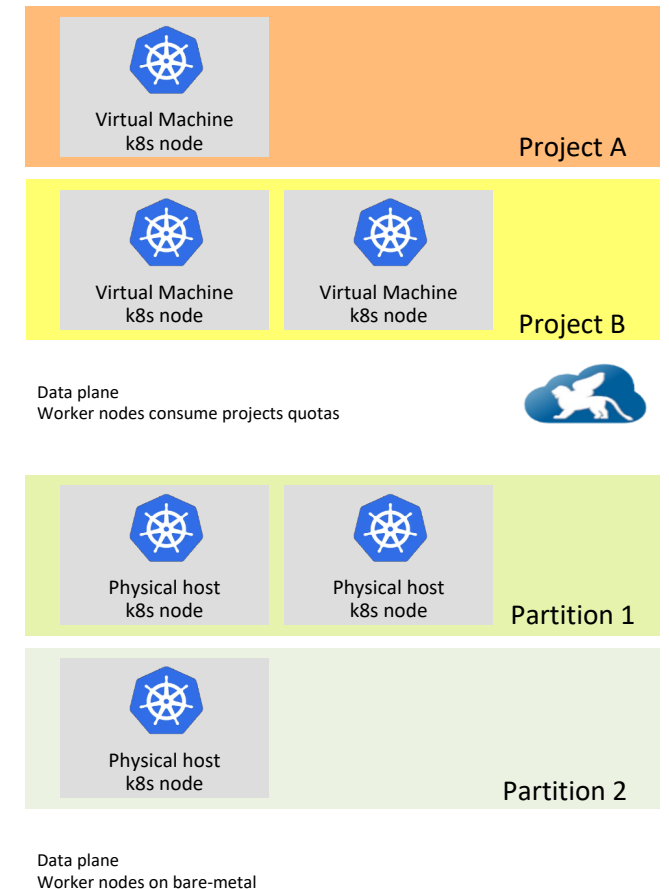 Virtual Machine
k8s node
Project A
Virtual Machine
k8s node
Virtual Machine
k8s node
Project B
Data plane
Worker nodes consume projects quotas
Physical host
k8s node
Physical host
k8s node
Partition 1
Physical host
k8s node
Partition 2
Data plane
Worker nodes on bare-metal